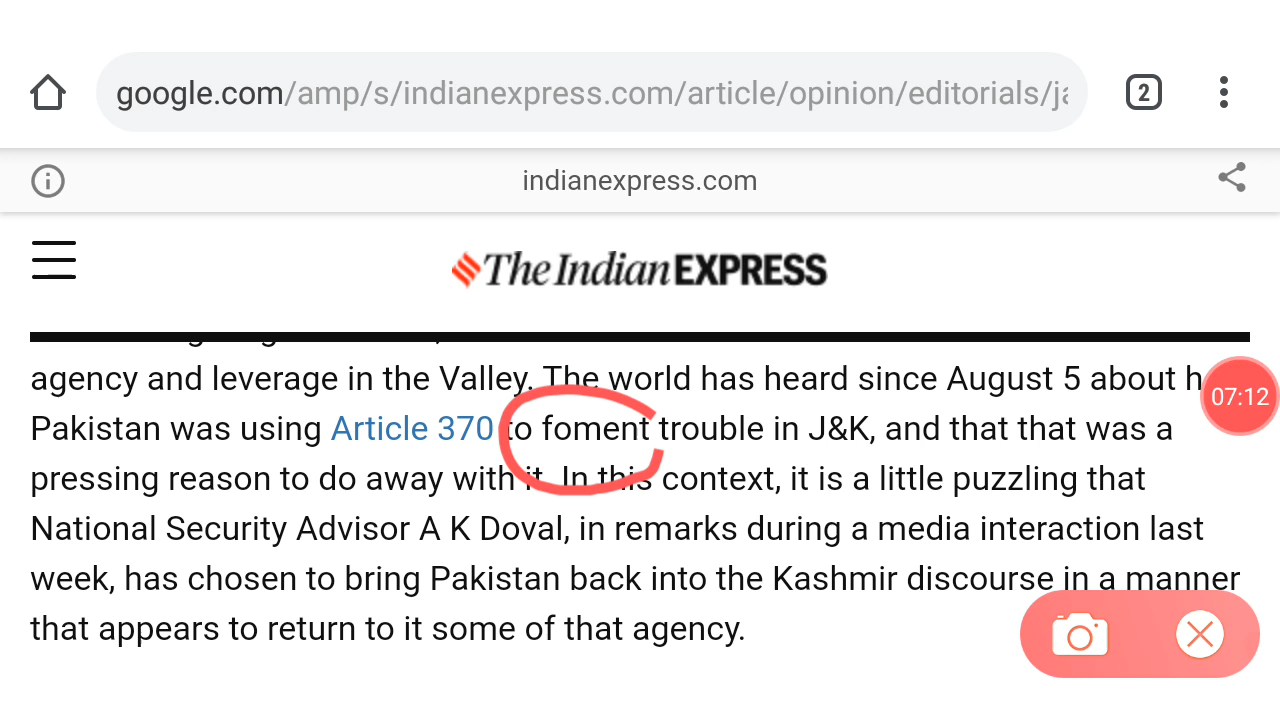 google.com/amp/s/indianexpress.com/article/opinion/editorials/ja
2
indianexpress.com
The Indian EXPRESS
agency and leverage in the Valley. The world has heard since August 5 about h
07:12
Pakistan was using Article 370 to foment trouble in J&K, and that that was a
pressing reason to do away with it. In this context, it is a little puzzling that
National Security Advisor A K Doval, in remarks during a media interaction last
week, has chosen to bring Pakistan back into the Kashmir discourse in a manner
that appears to return to it some of that agency.